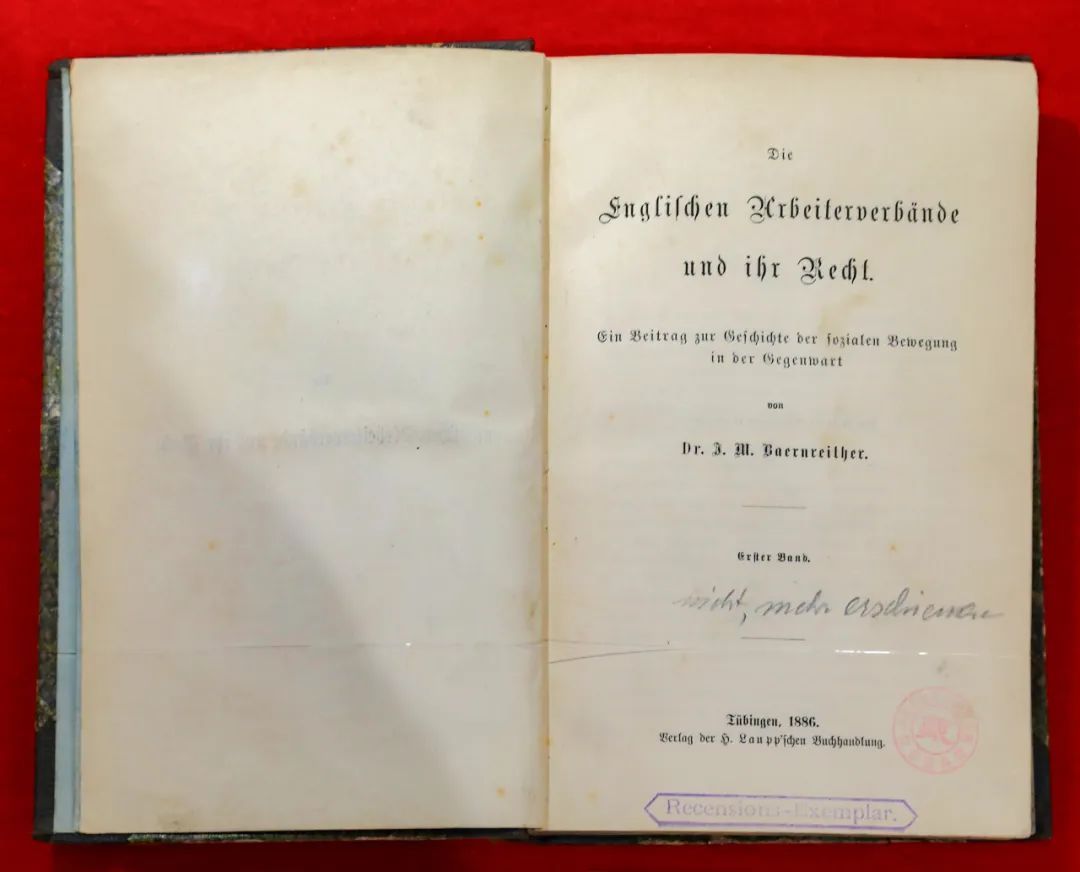 Die
Englischen Arbeiterverbände
und ihr Recht.
Ein Beitrag zur Geschichte der sozialen Bewegung
in der Gegenwart
von
Dr. J. M. Baernreither.
Erster Band.
nicht mehr erschienen
Tübingen, 1886.
Verlag der H. Laupp'schen Buchhandlung.
Recensions-Exemplar.